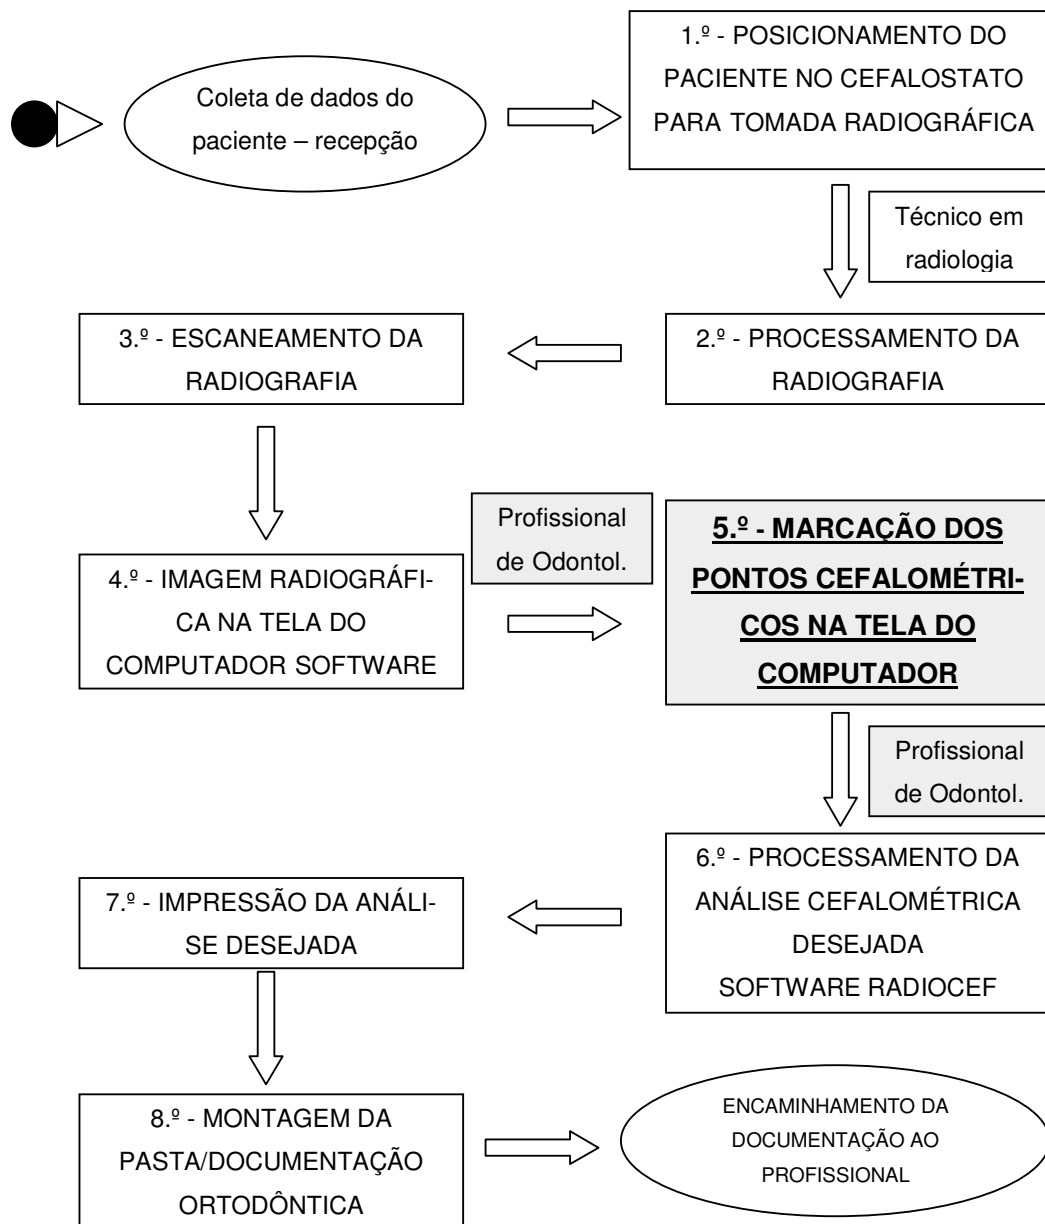 Coleta de dados do
paciente – recepção
1.º - POSICIONAMENTO DO
PACIENTE NO CEFALOSTATO
PARA TOMADA RADIOGRÁFICA
Técnico em
radiologia
2.º - PROCESSAMENTO DA
RADIOGRAFIA
3.º - ESCANEAMENTO DA
RADIOGRAFIA
4.º - IMAGEM RADIOGRÁFI-
CA NA TELA DO
COMPUTADOR SOFTWARE
Profissional
de Odontol.
5.º - MARCAÇÃO DOS
PONTOS CEFALOMÉTRI-
COS NA TELA DO
COMPUTADOR
Profissional
de Odontol.
6.º - PROCESSAMENTO DA
ANÁLISE CEFALOMÉTRICA
DESEJADA
SOFTWARE RADIOCEF
7.º - IMPRESSÃO DA ANÁLI-
SE DESEJADA
8.º - MONTAGEM DA
PASTA/DOCUMENTAÇÃO
ORTODÔNTICA
ENCAMINHAMENTO DA
DOCUMENTAÇÃO AO
PROFISSIONAL